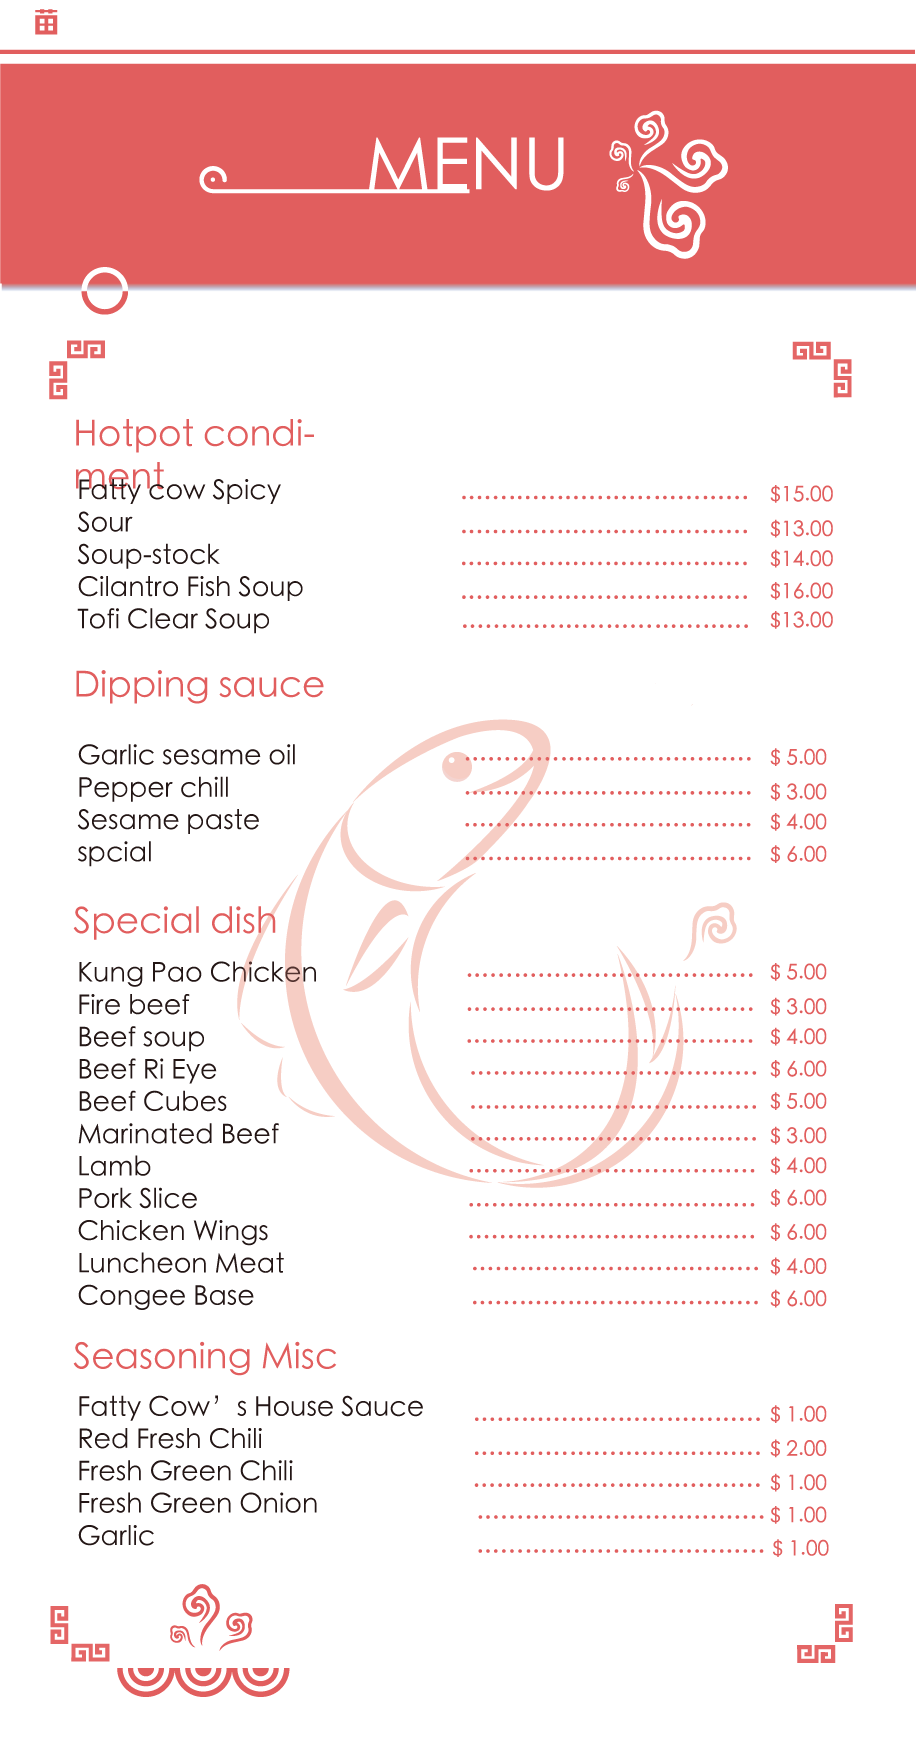 MENU
Hotpot condi-
ment
Fatty cow Spicy ................................... $15.00
Sour ................................... $13.00
Soup-stock ................................... $14.00
Cilantro Fish Soup ................................... $16.00
Tofi Clear Soup ................................... $13.00
Dipping sauce
Garlic sesame oil ................................... $ 5.00
Pepper chill ................................... $ 3.00
Sesame paste ................................... $ 4.00
spcial ................................... $ 6.00
Special dish
Kung Pao Chicken ................................... $ 5.00
Fire beef ................................... $ 3.00
Beef soup ................................... $ 4.00
Beef Ri Eye ................................... $ 6.00
Beef Cubes ................................... $ 5.00
Marinated Beef ................................... $ 3.00
Lamb ................................... $ 4.00
Pork Slice ................................... $ 6.00
Chicken Wings ................................... $ 6.00
Luncheon Meat ................................... $ 4.00
Congee Base ................................... $ 6.00
Seasoning Misc
Fatty Cow’s House Sauce ................................... $ 1.00
Red Fresh Chili ................................... $ 2.00
Fresh Green Chili ................................... $ 1.00
Fresh Green Onion ................................... $ 1.00
Garlic ................................... $ 1.00